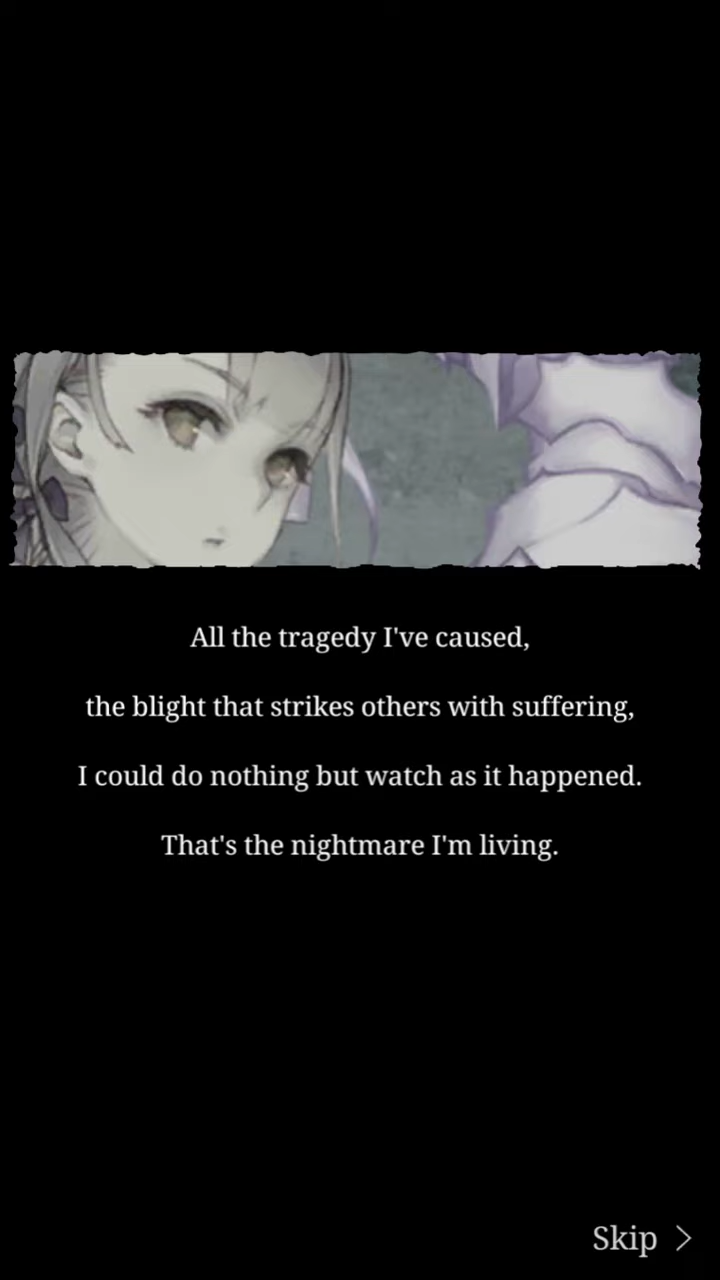 All the tragedy I've caused,
the blight that strikes others with suffering,
I could do nothing but watch as it happened.
That's the nightmare I'm living.
Skip >